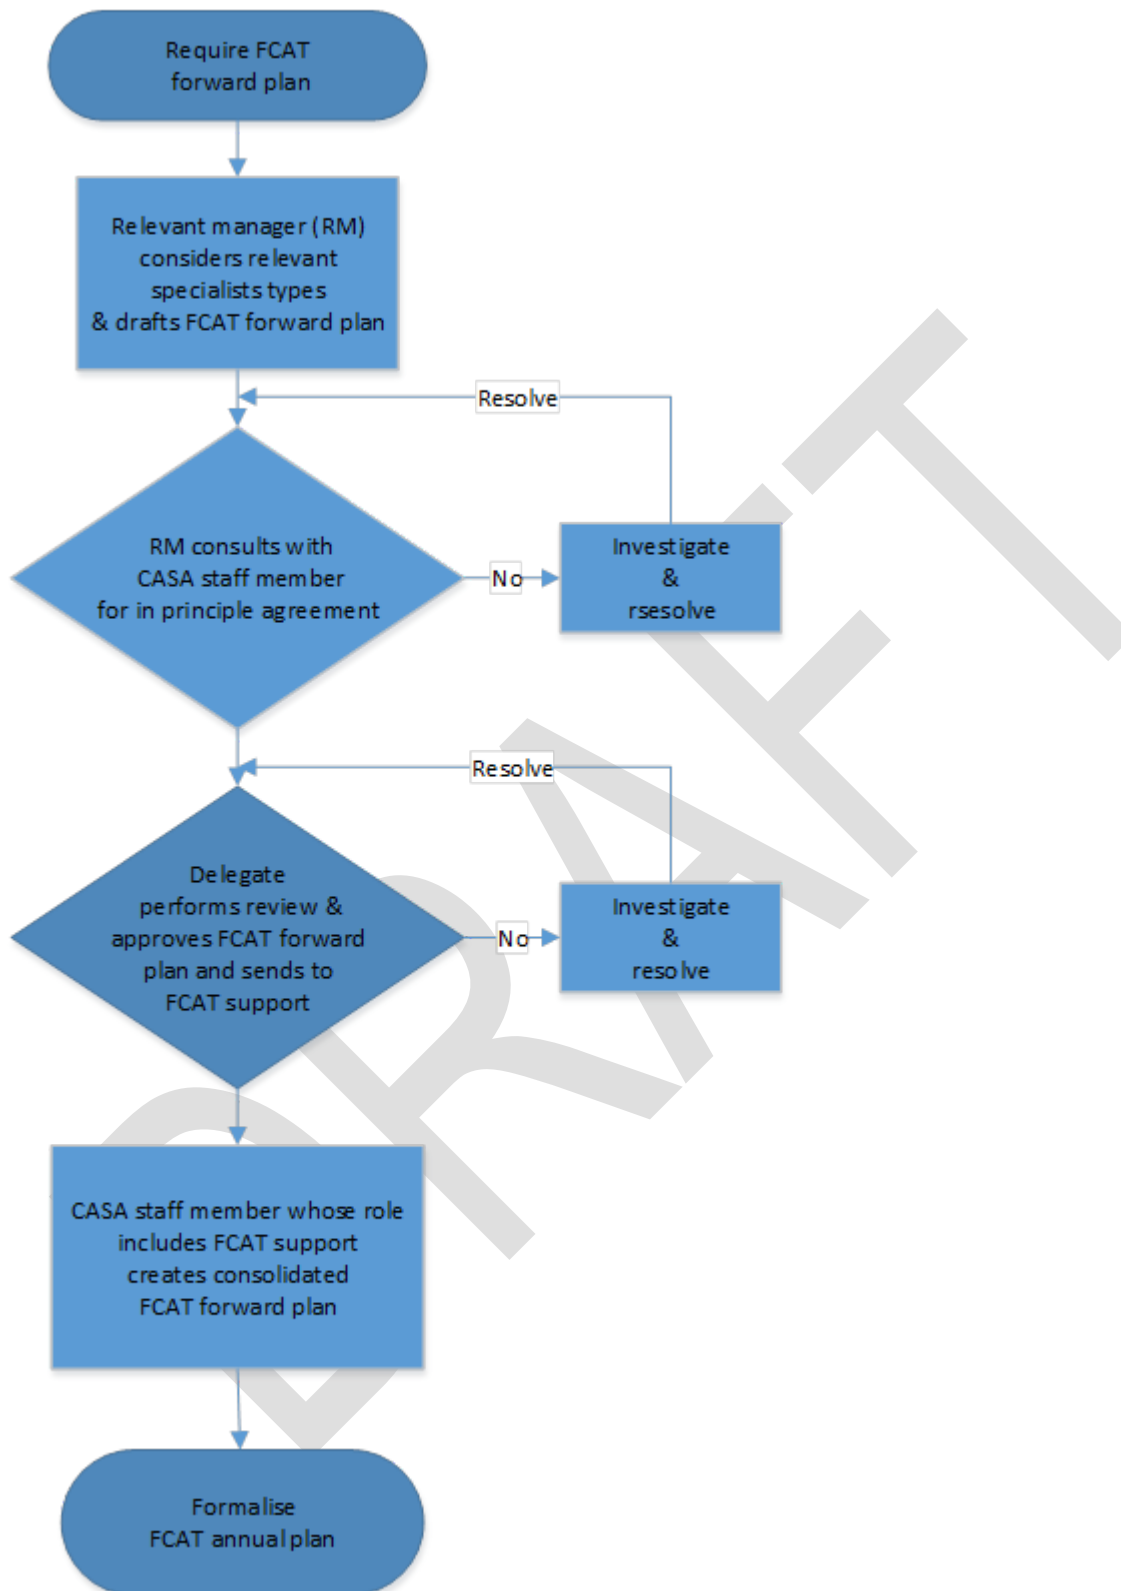 Require FCAT
forward plan
Relevant manager (RM)
considers relevant
specialists types
& drafts FCAT forward plan
Resolve
RM consults with
CASA staff member
for in principle agreement
No
Investigate
&
rsesolve
Resolve
Delegate
performs review &
approves FCAT forward
plan and sends to
FCAT support
No
Investigate
&
resolve
CASA staff member whose role
includes FCAT support
creates consolidated
FCAT forward plan
Formalise
FCAT annual plan
DRAFT